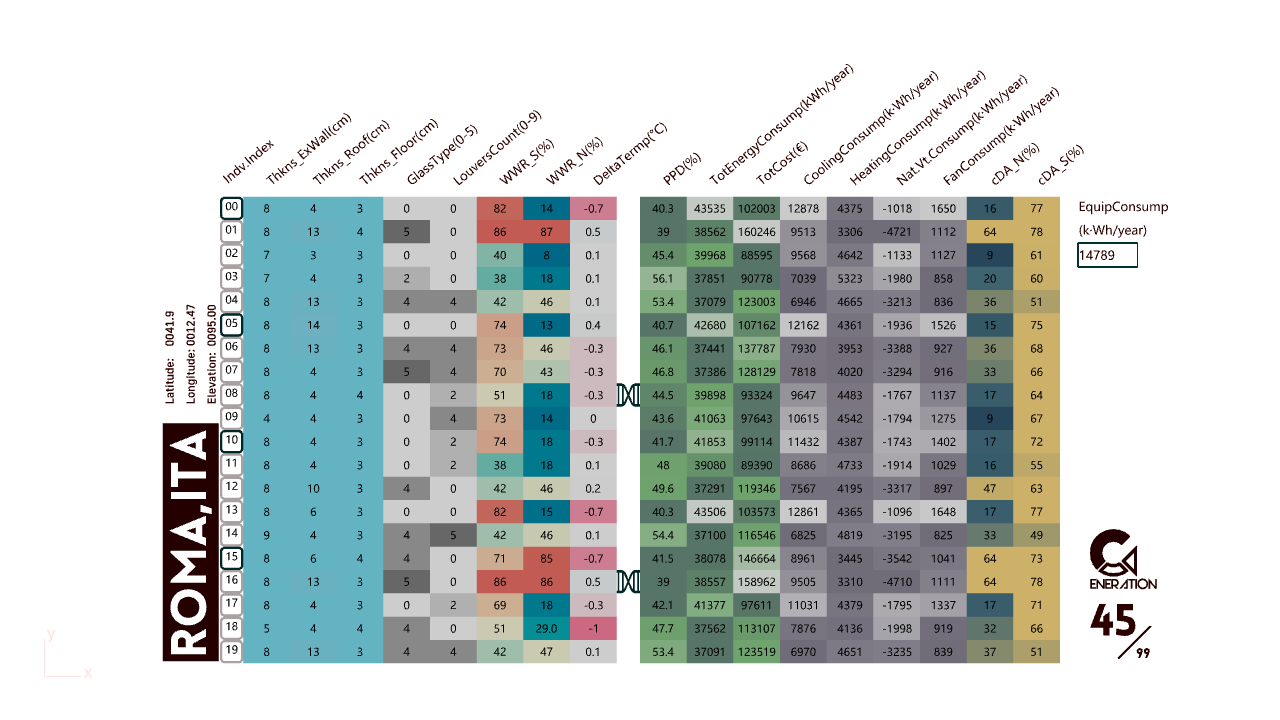 Indv.Index Thkns_ExWall(cm) Thkns_Roof(cm) Thkns_Floor(cm) GlassType(0-5) LouversCount(0-9) WWR_S(%) WWR_N(%) DeltaTermp(°C) PPD(%) TotEnergyConsump(kWh/year) TotCost(€) CoolingConsump(k·Wh/year) HeatingConsump(k·Wh/year) Nat.Vt.Consump(k·Wh/year) FanConsump(k·Wh/year) cDA_N(%) cDA_S(%)
00 8 4 3 0 0 82 14 -0.7 40.3 43535 102003 12878 4375 -1018 1650 16 77
01 8 13 4 5 0 86 87 0.5 39 38562 160246 9513 3306 -4721 1112 64 78
02 7 3 3 0 0 40 8 0.1 45.4 39968 88595 9568 4642 -1133 1127 9 61
03 7 4 3 2 0 38 18 0.1 56.1 37851 90778 7039 5323 -1980 858 20 60
04 8 13 3 4 4 42 46 0.1 53.4 37079 123003 6946 4665 -3213 836 36 51
05 8 14 3 0 0 74 13 0.4 40.7 42680 107162 12162 4361 -1936 1526 15 75
06 8 13 3 4 4 73 46 -0.3 46.1 37441 137787 7930 3953 -3388 927 36 68
07 8 4 3 5 4 70 43 -0.3 46.8 37386 128129 7818 4020 -3294 916 33 66
08 8 4 4 0 2 51 18 -0.3 44.5 39898 93324 9647 4483 -1767 1137 17 64
09 4 4 3 0 4 73 14 0 43.6 41063 97643 10615 4542 -1794 1275 9 67
10 8 4 3 0 2 74 18 -0.3 41.7 41853 99114 11432 4387 -1743 1402 17 72
11 8 4 3 0 2 38 18 0.1 48 39080 89390 8686 4733 -1914 1029 16 55
12 8 10 3 4 0 42 46 0.2 49.6 37291 119346 7567 4195 -3317 897 47 63
13 8 6 3 0 0 82 15 -0.7 40.3 43506 103573 12861 4365 -1096 1648 17 77
14 9 4 3 4 5 42 46 0.1 54.4 37100 116546 6825 4819 -3195 825 33 49
15 8 6 4 4 0 71 85 -0.7 41.5 38078 146664 8961 3445 -3542 1041 64 73
16 8 13 3 5 0 86 86 0.5 39 38557 158962 9505 3310 -4710 1111 64 78
17 8 4 3 0 2 69 18 -0.3 42.1 41377 97611 11031 4379 -1795 1337 17 71
18 5 4 4 4 0 51 29.0 -1 47.7 37562 113107 7876 4136 -1998 919 32 66
19 8 13 3 4 4 42 47 0.1 53.4 37091 123519 6970 4651 -3235 839 37 51
EquipConsump
(k·Wh/year)
14789
Latitude: 0041.9
Longitude: 0012.47
Elevation: 0095.00
ROMA,ITA
ENERATION
45/99
y
x